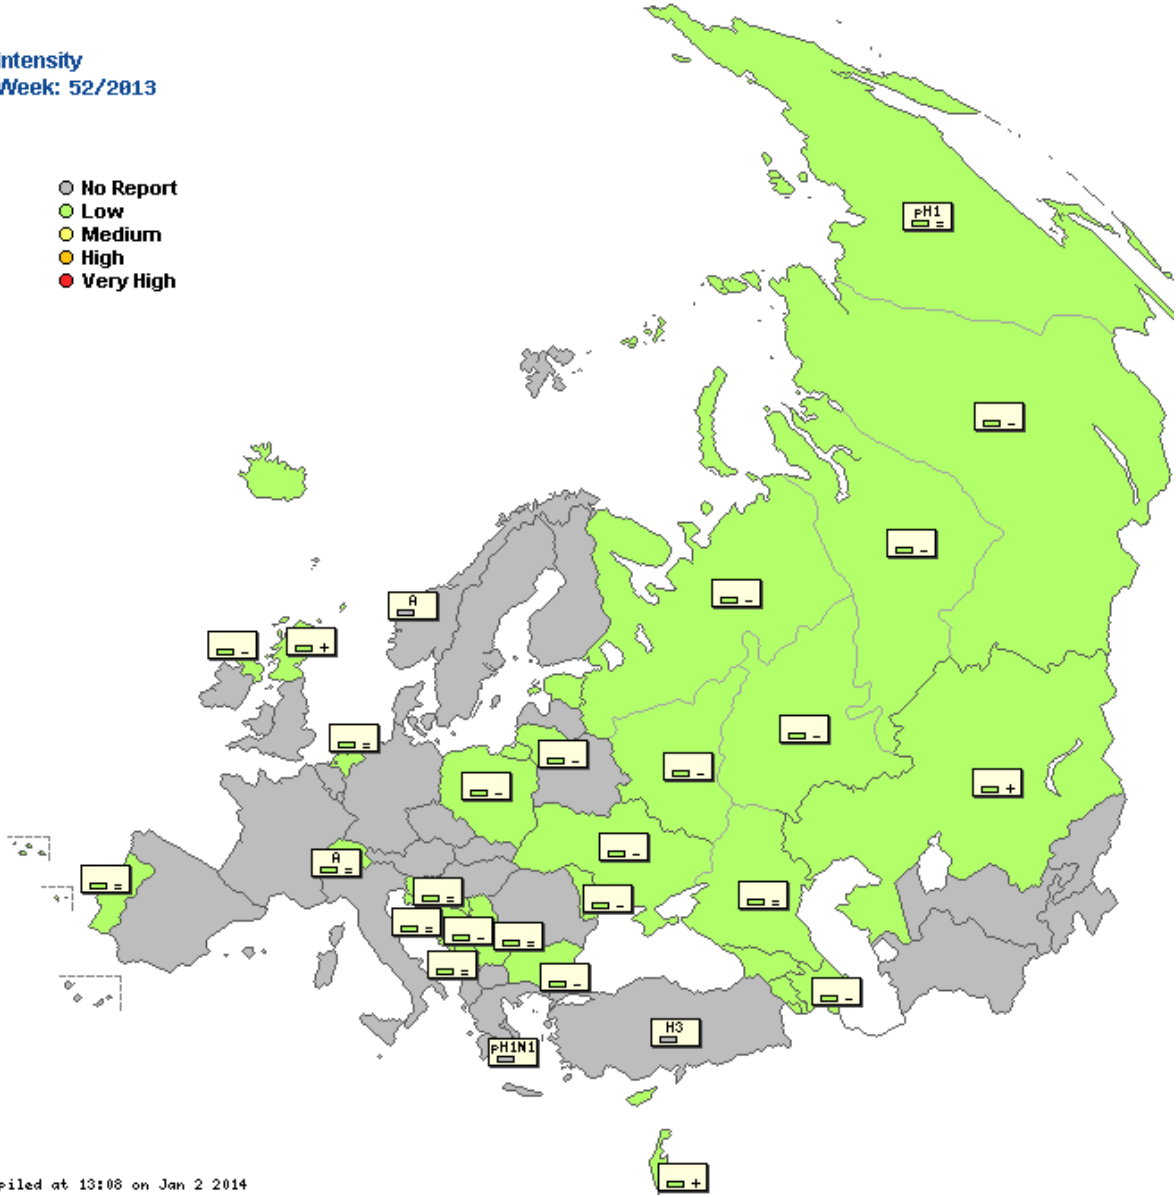 Intensity
Week: 52/2013
No Report
Low
Medium
High
Very High
pH1
=
-
-
-
A
-
+
=
-
-
-
-
+
-
A
=
=
=
-
=
=
-
=
=
-
-
H3
pH1N1
+
piled at 13:08 on Jan 2 2014